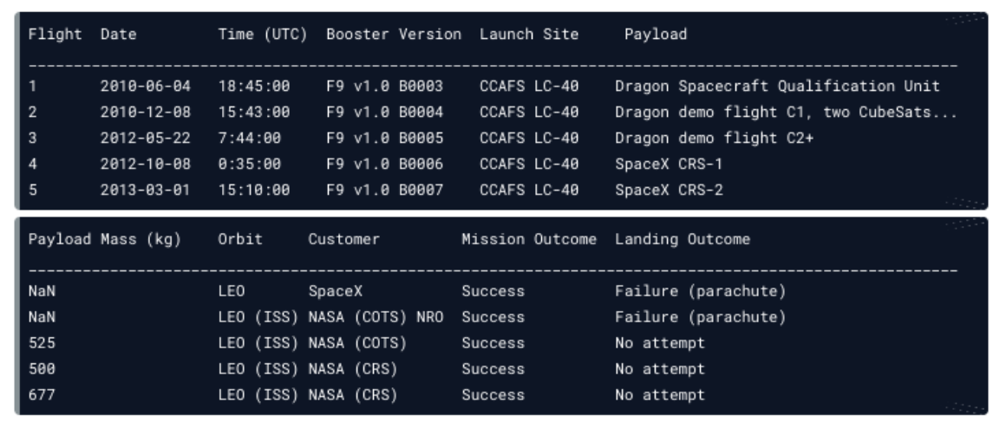 Flight Date Time (UTC) Booster Version Launch Site Payload
--------------------------------------------------------------------------------------------------------
1 2010-06-04 18:45:00 F9 v1.0 B0003 CCAFS LC-40 Dragon Spacecraft Qualification Unit
2 2010-12-08 15:43:00 F9 v1.0 B0004 CCAFS LC-40 Dragon demo flight C1, two CubeSats...
3 2012-05-22 7:44:00 F9 v1.0 B0005 CCAFS LC-40 Dragon demo flight C2+
4 2012-10-08 0:35:00 F9 v1.0 B0006 CCAFS LC-40 SpaceX CRS-1
5 2013-03-01 15:10:00 F9 v1.0 B0007 CCAFS LC-40 SpaceX CRS-2
Payload Mass (kg) Orbit Customer Mission Outcome Landing Outcome
--------------------------------------------------------------------------------------------------------
NaN LEO SpaceX Success Failure (parachute)
NaN LEO (ISS) NASA (COTS) NRO Success Failure (parachute)
525 LEO (ISS) NASA (COTS) Success No attempt
500 LEO (ISS) NASA (CRS) Success No attempt
677 LEO (ISS) NASA (CRS) Success No attempt